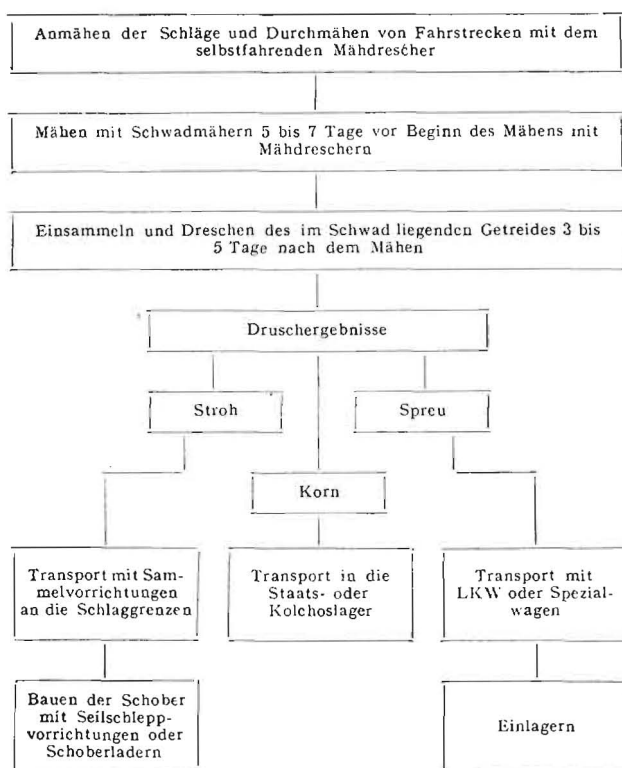 Anmähen der Schläge und Durchmähen von Fahrstrecken mit dem
selbstfahrenden Mähdrescher
Mähen mit Schwadmähern 5 bis 7 Tage vor Beginn des Mähens mit
Mähdreschern
Einsammeln und Dreschen des im Schwad liegenden Getreides 3 bis
5 Tage nach dem Mähen
Druschergebnisse
Stroh
Spreu
Korn
Transport mit Sam-
melvorrichtungen
an die Schlaggrenzen
Transport in die
Staats- oder
Kolchoslager
Transport mit
LKW oder Spezial-
wagen
Bauen der Schober
mit Seilschlepp-
vorrichtungen oder
Schoberladern
Einlagern